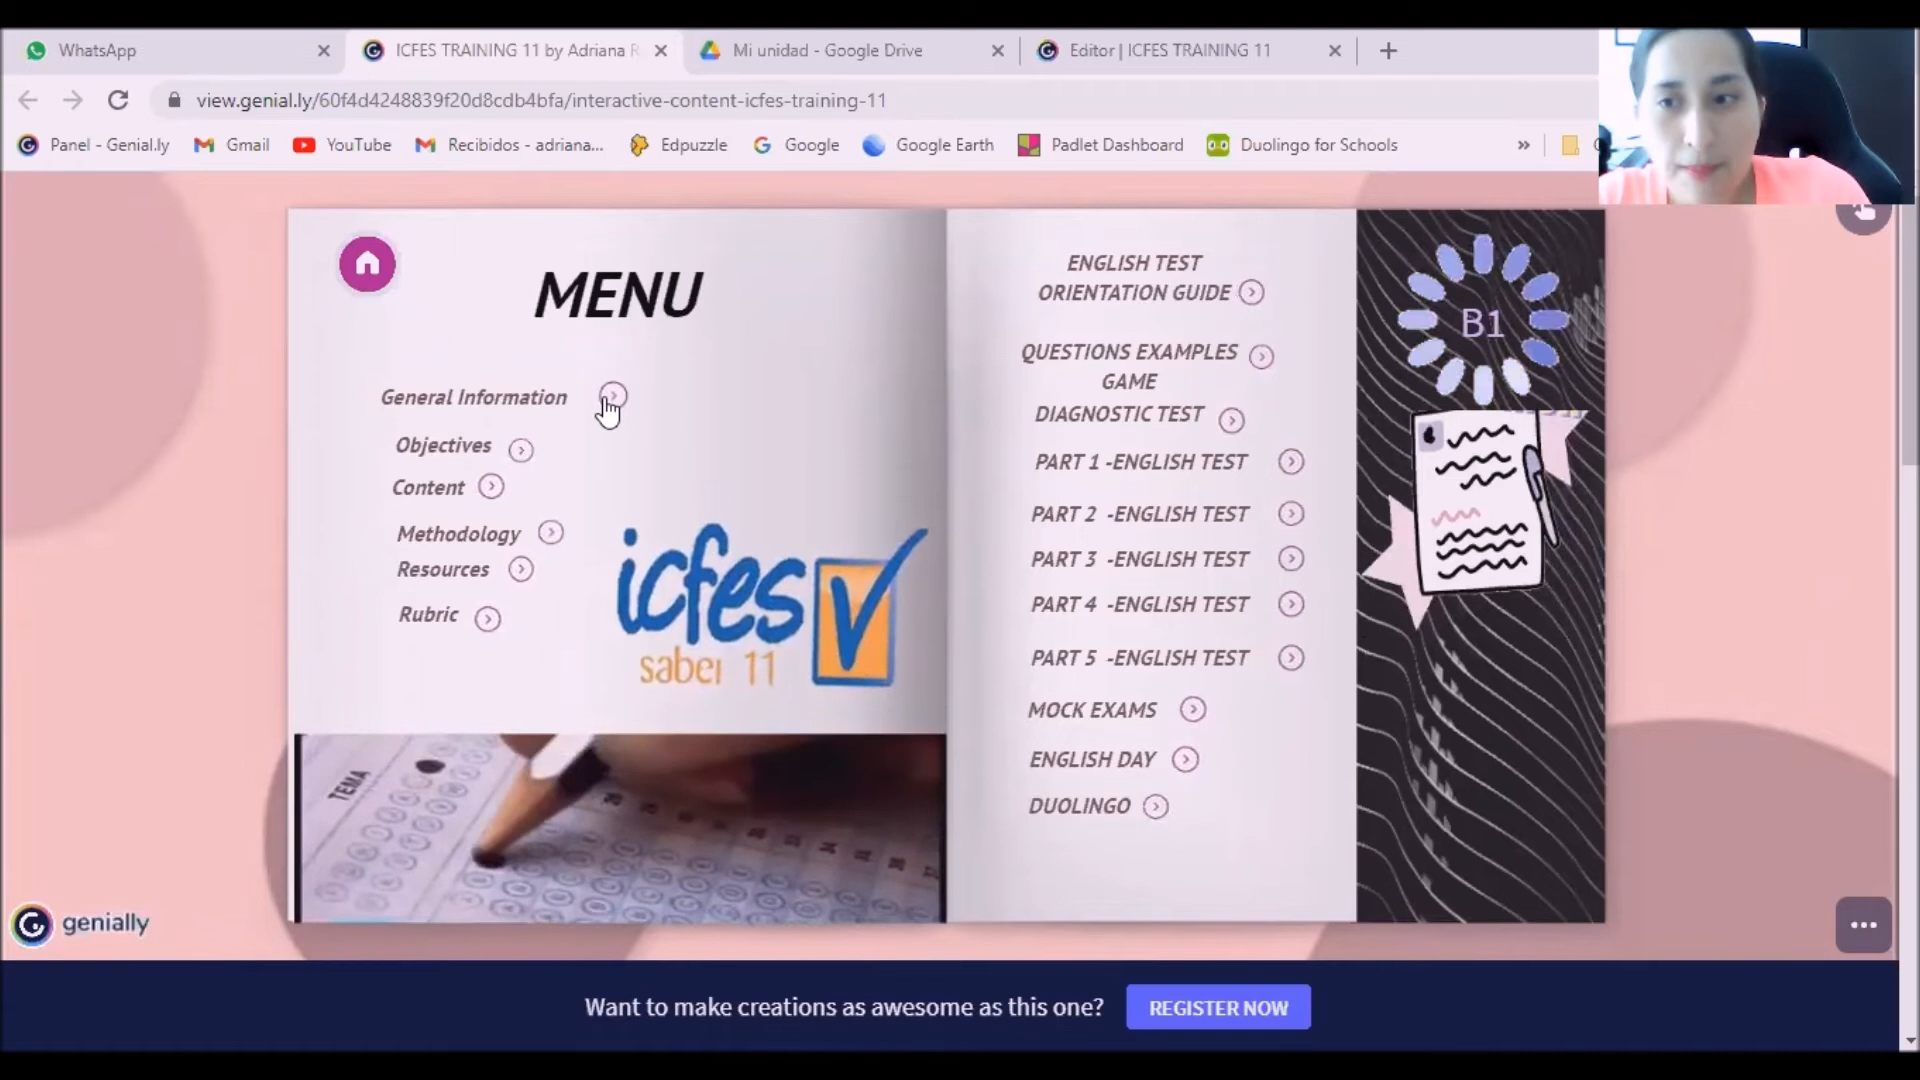 WhatsApp
ICFES TRAINING 11 by Adriana R
Mi unidad - Google Drive
Editor | ICFES TRAINING 11
view.genial.ly/60f4d4248839f20d8cdb4bfa/interactive-content-icfes-training-11
Panel - Genial.ly
Gmail
YouTube
Recibidos - adriana...
Edpuzzle
Google
Google Earth
Padlet Dashboard
Duolingo for Schools
MENU
General Information
Objectives
Content
Methodology
Resources
Rubric
icfes
saber 11
TEMA
ENGLISH TEST
ORIENTATION GUIDE
QUESTIONS EXAMPLES
GAME
DIAGNOSTIC TEST
PART 1 -ENGLISH TEST
PART 2 -ENGLISH TEST
PART 3 -ENGLISH TEST
PART 4 -ENGLISH TEST
PART 5 -ENGLISH TEST
MOCK EXAMS
ENGLISH DAY
DUOLINGO
B1
genially
Want to make creations as awesome as this one?
REGISTER NOW